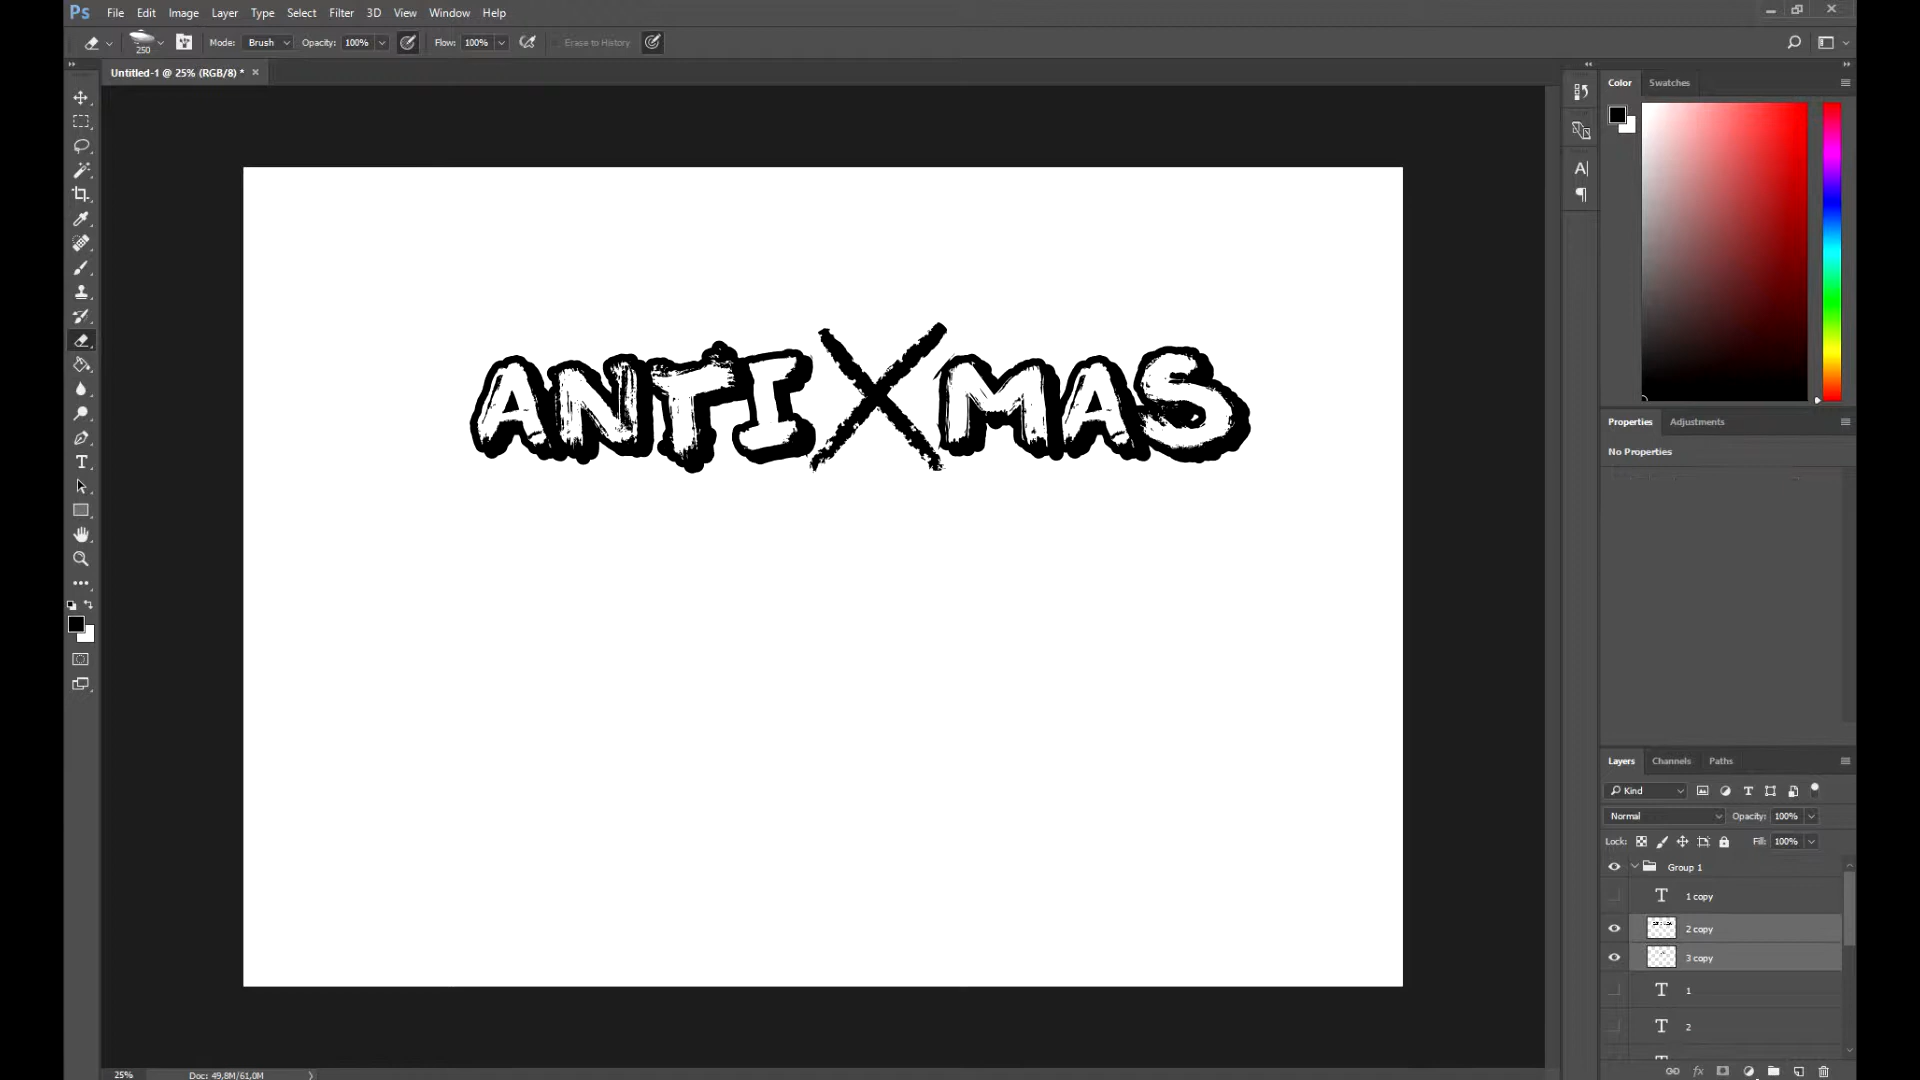 Ps File Edit Image Layer Type Select Filter 3D View Window Help
250 Mode: Brush Opacity: 100% Flow: 100% Erase to History
Untitled-1 @ 25% (RGB/8) *
Color Swatches
ANTIXMAS
Properties Adjustments
No Properties
Layers Channels Paths
Kind
Normal Opacity: 100%
Lock: Fill: 100%
Group 1
1 copy
2 copy
3 copy
1
2
25% Doc: 49,8M/61,0M